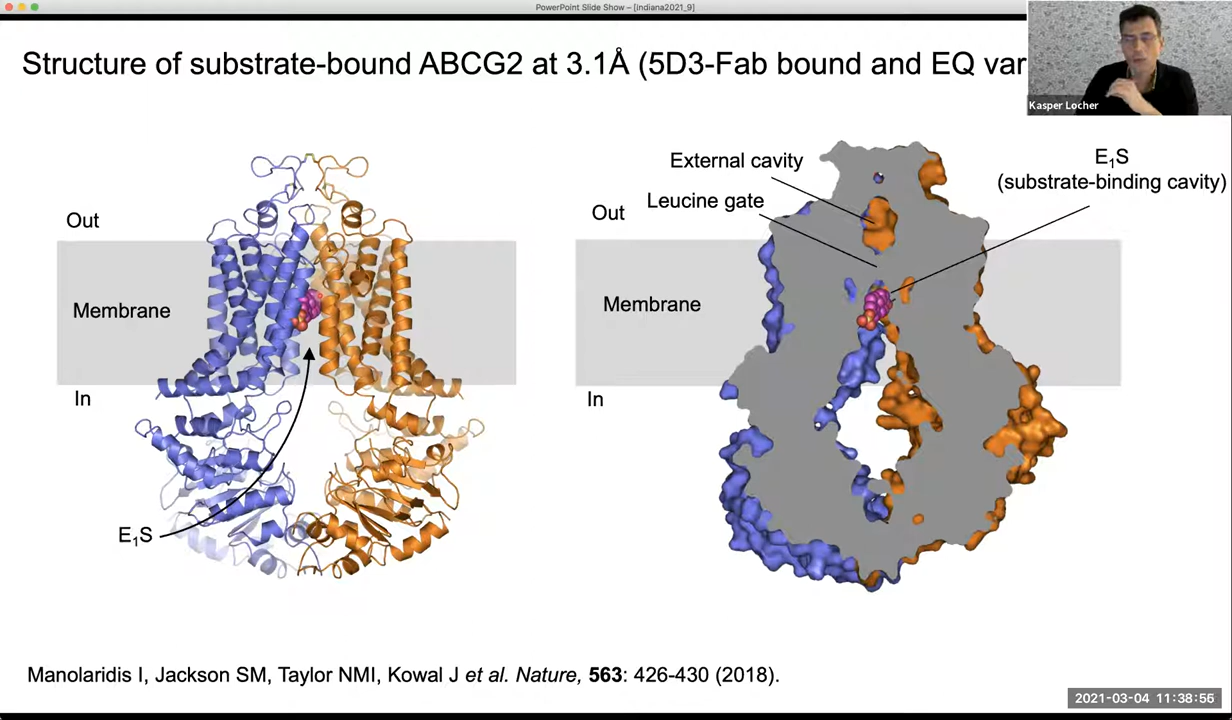 PowerPoint Slide Show – [indiana2021_9]
Structure of substrate-bound ABCG2 at 3.1Å (5D3-Fab bound and EQ var
Kasper Locher
Out
Membrane
In
E₁S
External cavity
Leucine gate
E₁S
(substrate-binding cavity)
Out
Membrane
In
Manolaridis I, Jackson SM, Taylor NMI, Kowal J et al. Nature, 563: 426-430 (2018).
2021-03-04 11:38:56